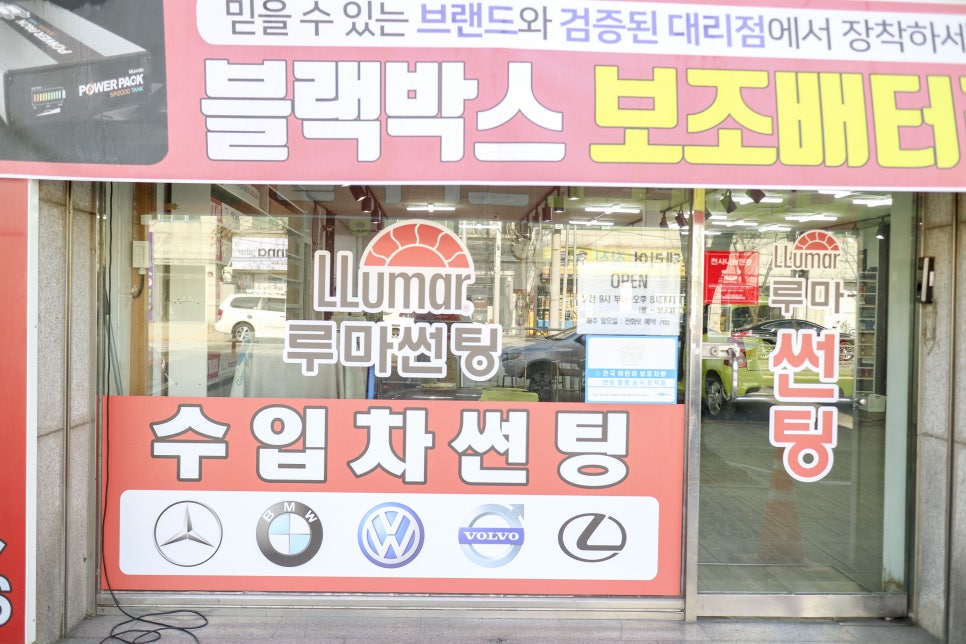 믿을 수 있는 브랜드와 검증된 대리점에서 장착하세
POWER PACK
블랙박스 보조배터
LLumar
루마썬팅
OPEN
LLumar
루마
썬팅
수입차썬팅
BMW
VOLVO